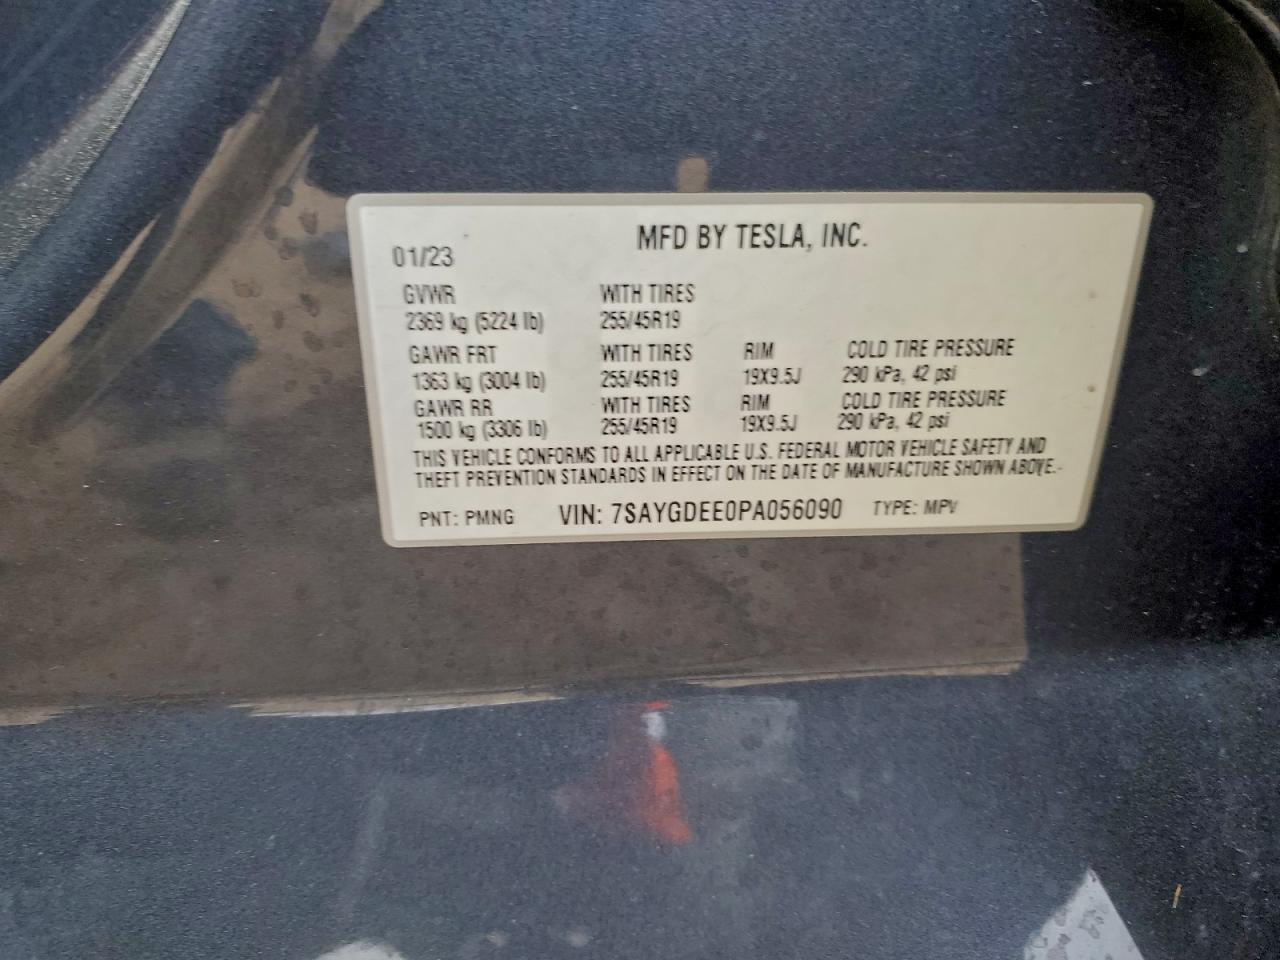 MFD BY TESLA, INC.
01/23
GVWR WITH TIRES
2369 kg (5224 lb) 255/45R19
GAWR FRT WITH TIRES RIM COLD TIRE PRESSURE
1363 kg (3004 lb) 255/45R19 19X9.5J 290 kPa, 42 psi
GAWR RR WITH TIRES RIM COLD TIRE PRESSURE
1500 kg (3306 lb) 255/45R19 19X9.5J 290 kPa, 42 psi
THIS VEHICLE CONFORMS TO ALL APPLICABLE U.S. FEDERAL MOTOR VEHICLE SAFETY AND
THEFT PREVENTION STANDARDS IN EFFECT ON THE DATE OF MANUFACTURE SHOWN ABOVE.
PNT: PMNG VIN: 7SAYGDEE0PA056090 TYPE: MPV